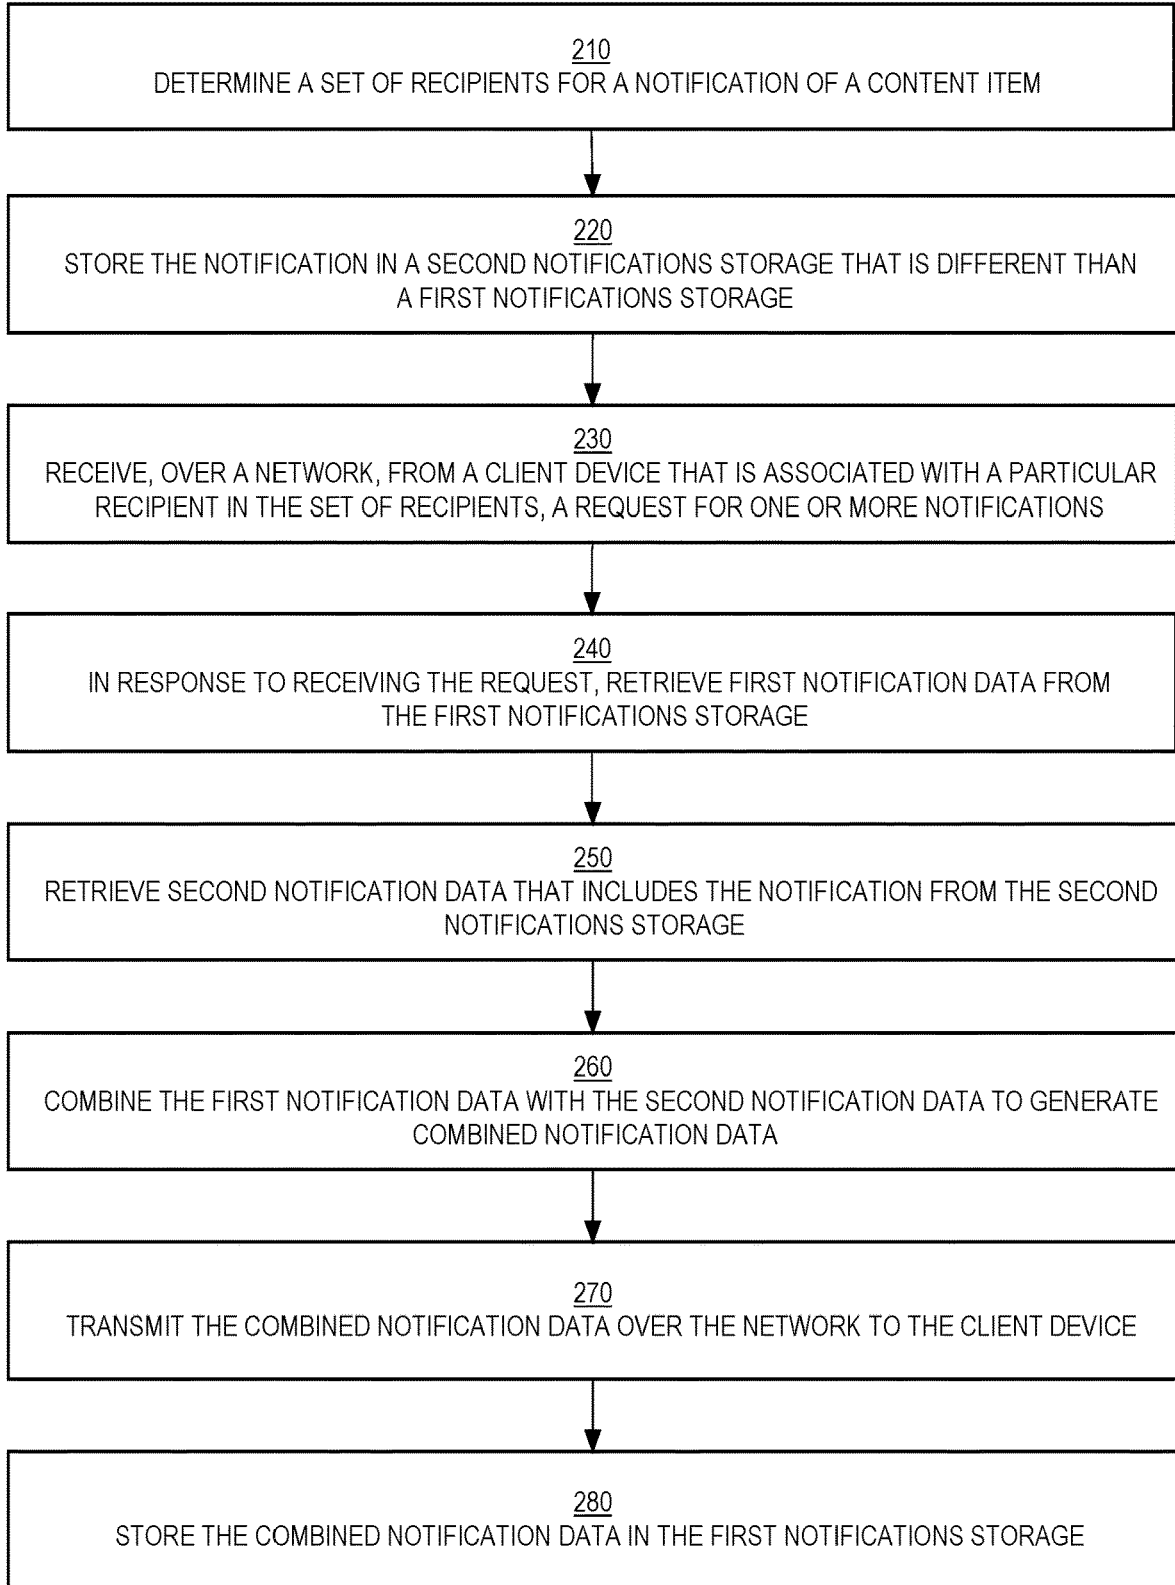 210
DETERMINE A SET OF RECIPIENTS FOR A NOTIFICATION OF A CONTENT ITEM
220
STORE THE NOTIFICATION IN A SECOND NOTIFICATIONS STORAGE THAT IS DIFFERENT THAN
A FIRST NOTIFICATIONS STORAGE
230
RECEIVE, OVER A NETWORK, FROM A CLIENT DEVICE THAT IS ASSOCIATED WITH A PARTICULAR
RECIPIENT IN THE SET OF RECIPIENTS, A REQUEST FOR ONE OR MORE NOTIFICATIONS
240
IN RESPONSE TO RECEIVING THE REQUEST, RETRIEVE FIRST NOTIFICATION DATA FROM
THE FIRST NOTIFICATIONS STORAGE
250
RETRIEVE SECOND NOTIFICATION DATA THAT INCLUDES THE NOTIFICATION FROM THE SECOND
NOTIFICATIONS STORAGE
260
COMBINE THE FIRST NOTIFICATION DATA WITH THE SECOND NOTIFICATION DATA TO GENERATE
COMBINED NOTIFICATION DATA
270
TRANSMIT THE COMBINED NOTIFICATION DATA OVER THE NETWORK TO THE CLIENT DEVICE
280
STORE THE COMBINED NOTIFICATION DATA IN THE FIRST NOTIFICATIONS STORAGE